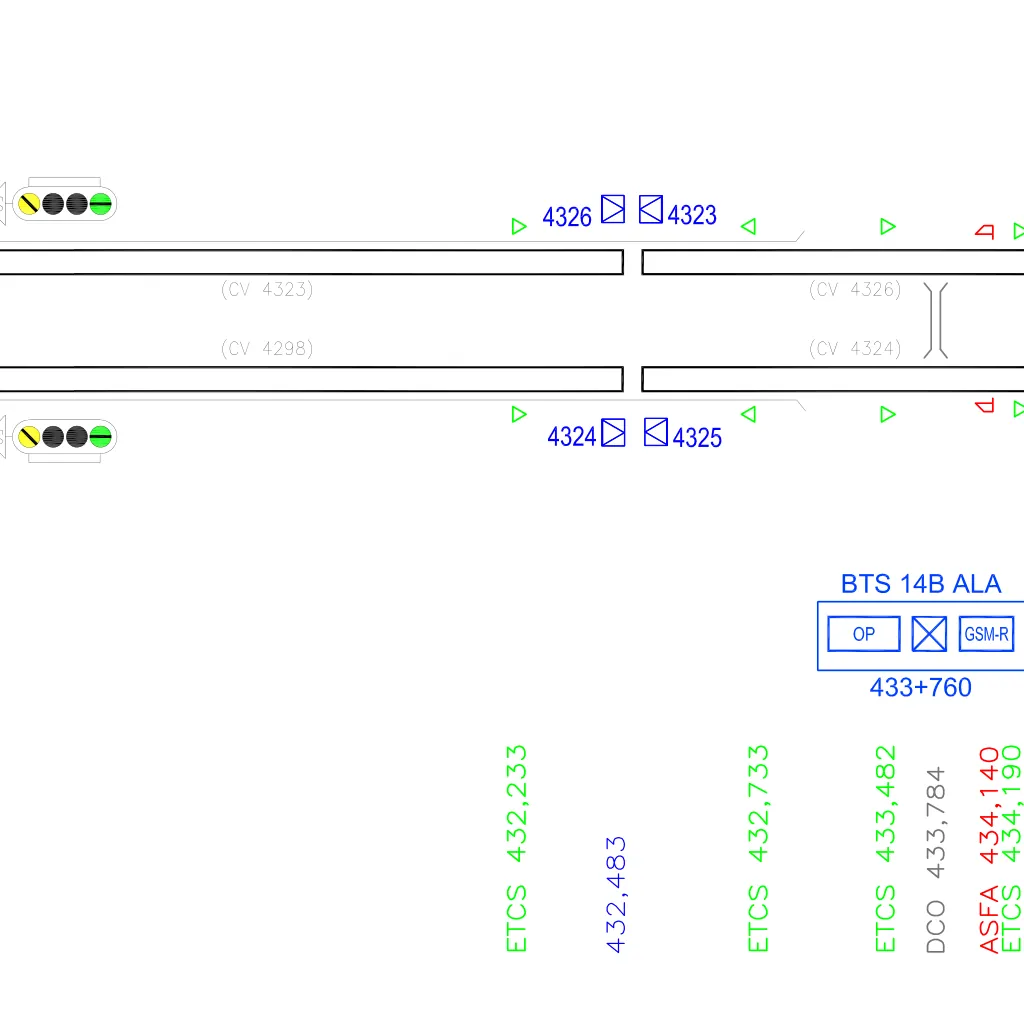 4326
4323
(CV 4323)
(CV 4326)
(CV 4298)
(CV 4324)
4324
4325
BTS 14B ALA
OP
GSM-R
433+760
ETCS 432,233
432,483
ETCS 432,733
ETCS 433,482
DCO 433,784
ASFA 434,140
ETCS 434,190